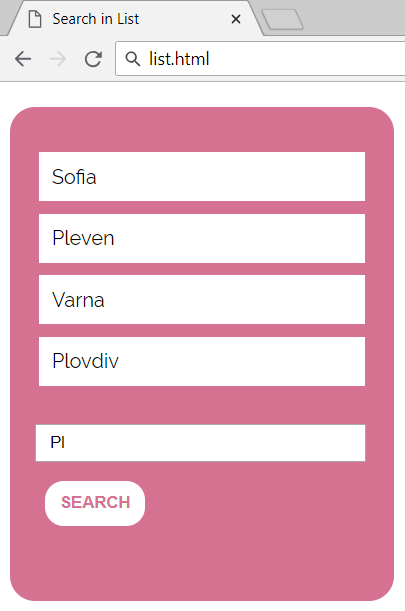 Search in List
list.html
Sofia
Pleven
Varna
Plovdiv
Pl
SEARCH